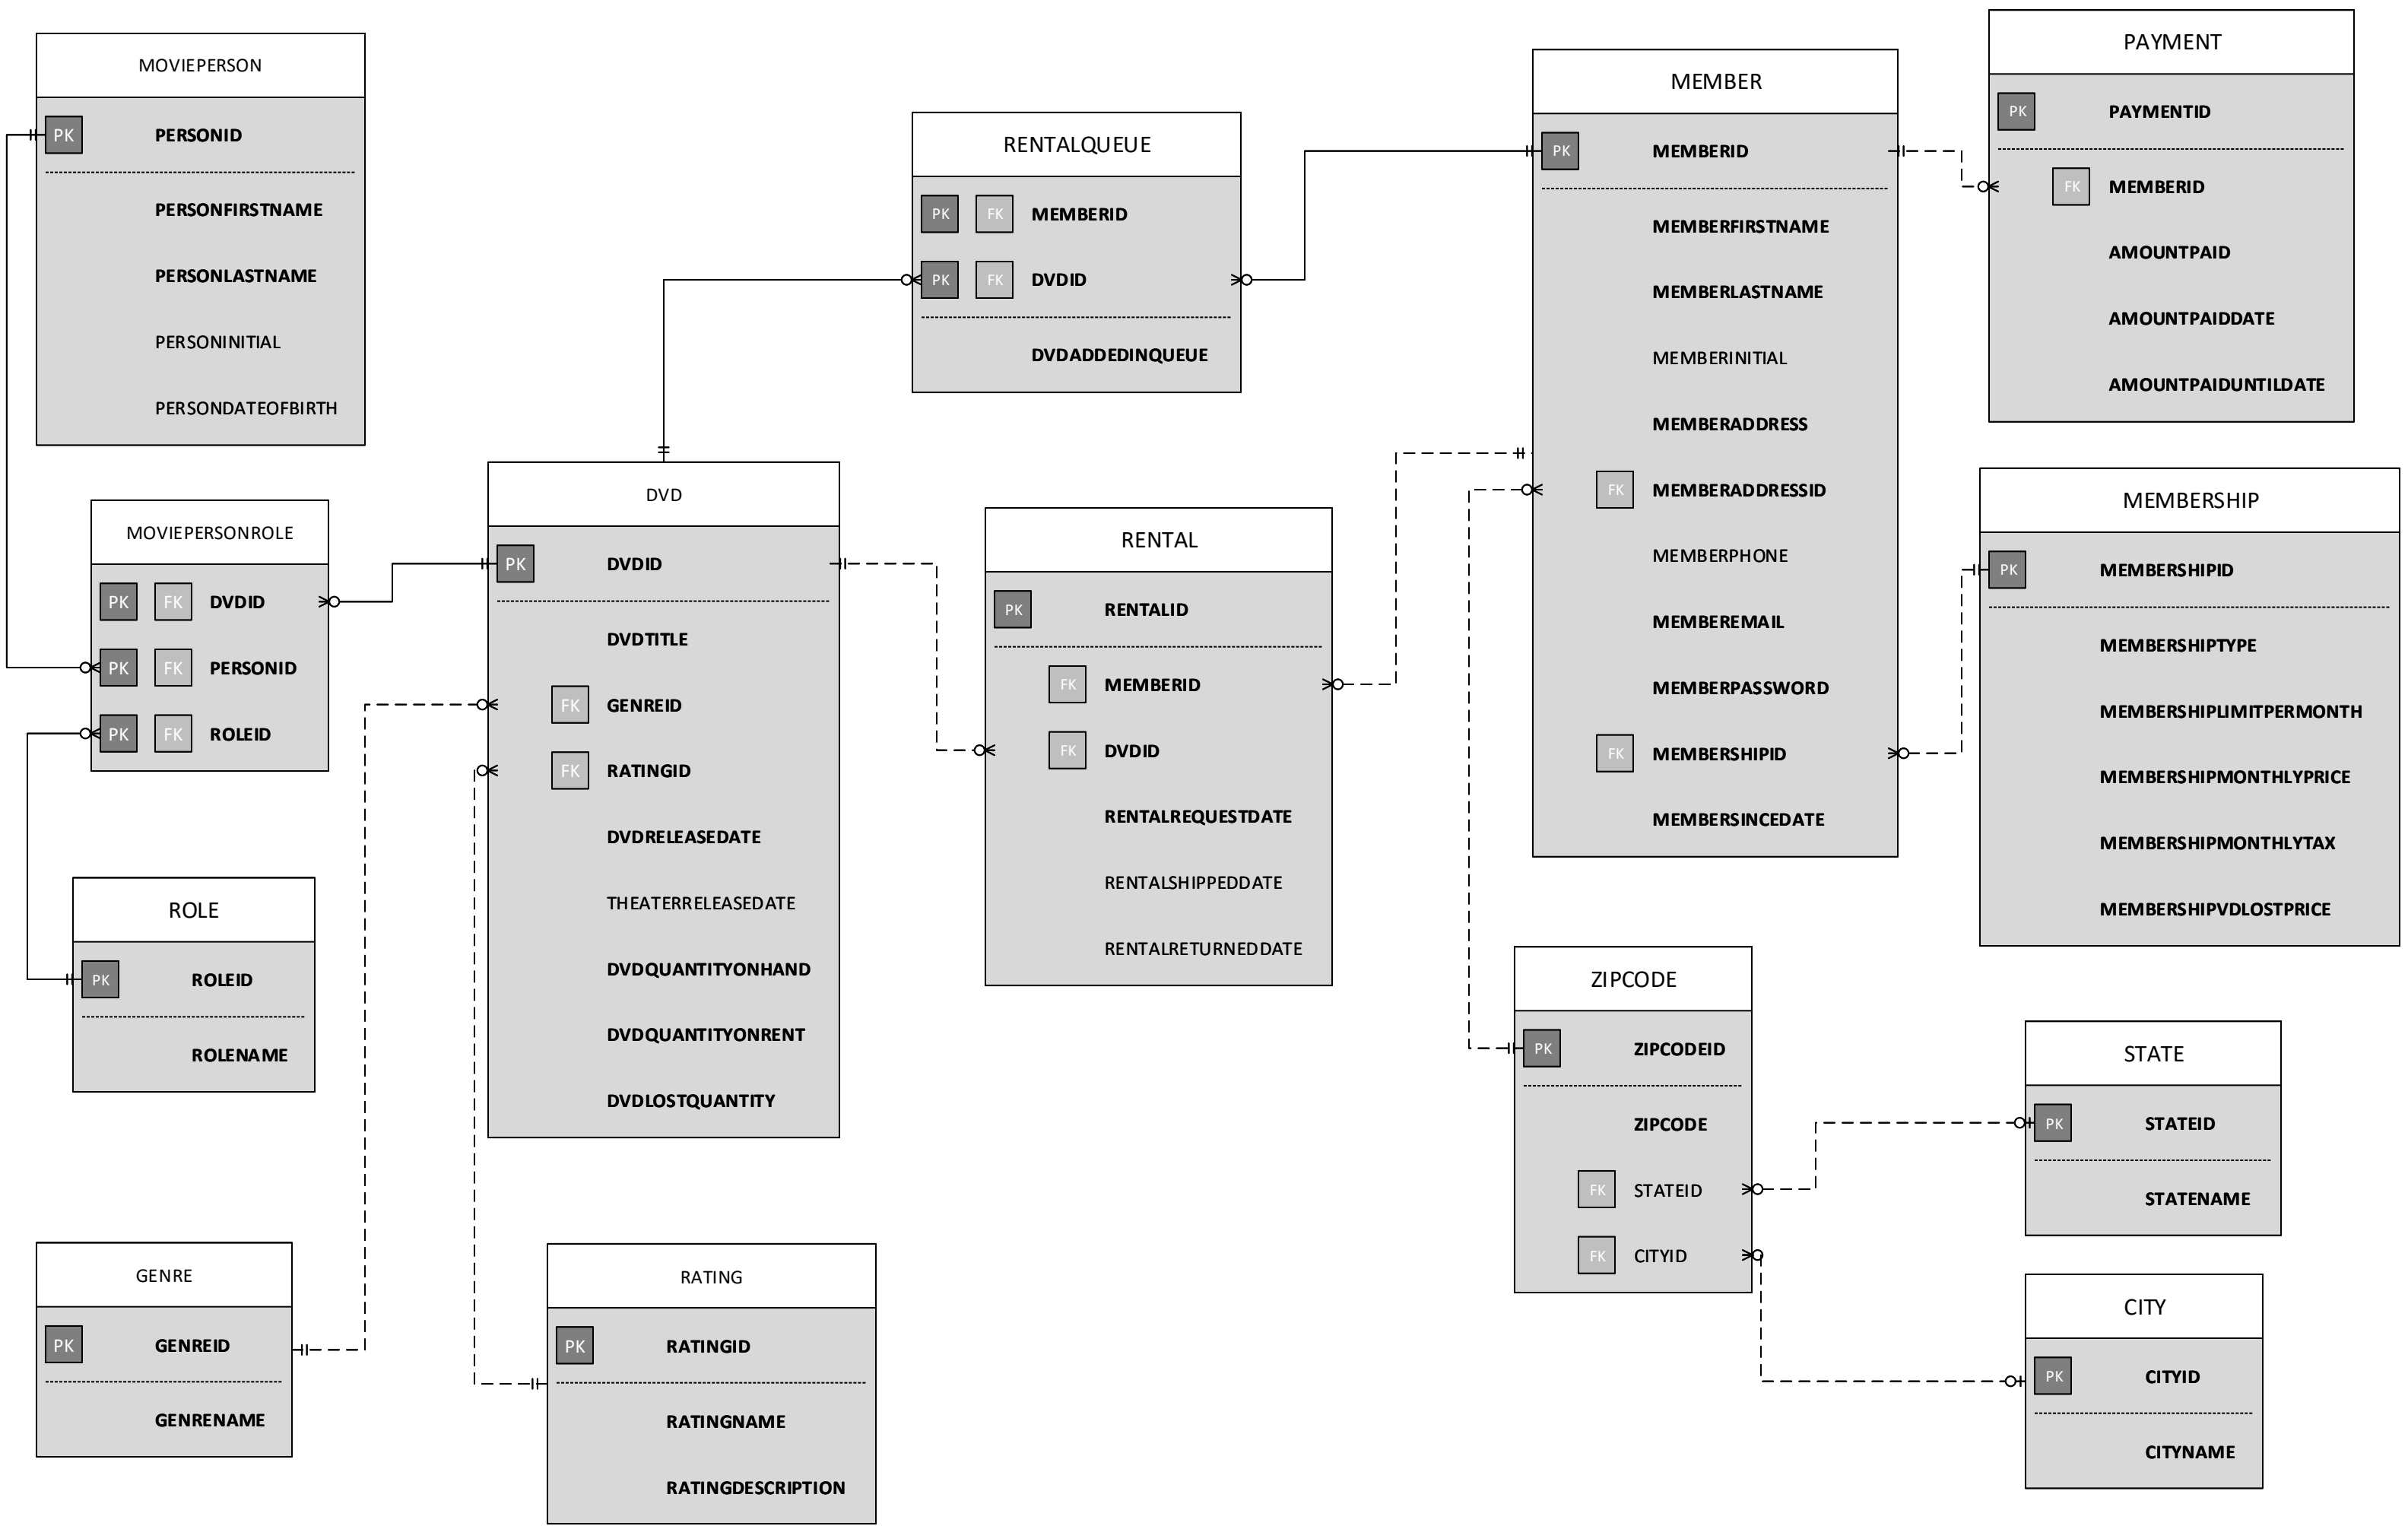 MOVIEPERSON
PK PERSONID
PERSONFIRSTNAME
PERSONLASTNAME
PERSONINITIAL
PERSONDATEOFBIRTH
MOVIEPERSONROLE
PK FK DVDID
PK FK PERSONID
PK FK ROLEID
ROLE
PK ROLEID
ROLENAME
GENRE
PK GENREID
GENRENAME
DVD
PK DVDID
DVDTITLE
FK GENREID
FK RATINGID
DVDRELEASEDATE
THEATERRELEASEDATE
DVDQUANTITYONHAND
DVDQUANTITYONRENT
DVDLOSTQUANTITY
RATING
PK RATINGID
RATINGNAME
RATINGDESCRIPTION
RENTALQUEUE
PK FK MEMBERID
PK FK DVDID
DVDADDEDINQUEUE
RENTAL
PK RENTALID
FK MEMBERID
FK DVDID
RENTALREQUESTDATE
RENTALSHIPPEDDATE
RENTALRETURNEDDATE
MEMBER
PK MEMBERID
MEMBERFIRSTNAME
MEMBERLASTNAME
MEMBERINITIAL
MEMBERADDRESS
FK MEMBERADDRESSID
MEMBERPHONE
MEMBEREMAIL
MEMBERPASSWORD
FK MEMBERSHIPID
MEMBERSINCEDATE
ZIPCODE
PK ZIPCODEID
ZIPCODE
FK STATEID
FK CITYID
PAYMENT
PK PAYMENTID
FK MEMBERID
AMOUNTPAID
AMOUNTPAIDDATE
AMOUNTPAIDUNTILDATE
MEMBERSHIP
PK MEMBERSHIPID
MEMBERSHIPTYPE
MEMBERSHIPLIMITPERMONTH
MEMBERSHIPMONTHLYPRICE
MEMBERSHIPMONTHLYTAX
MEMBERSHIPVDLOSTPRICE
STATE
PK STATEID
STATENAME
CITY
PK CITYID
CITYNAME